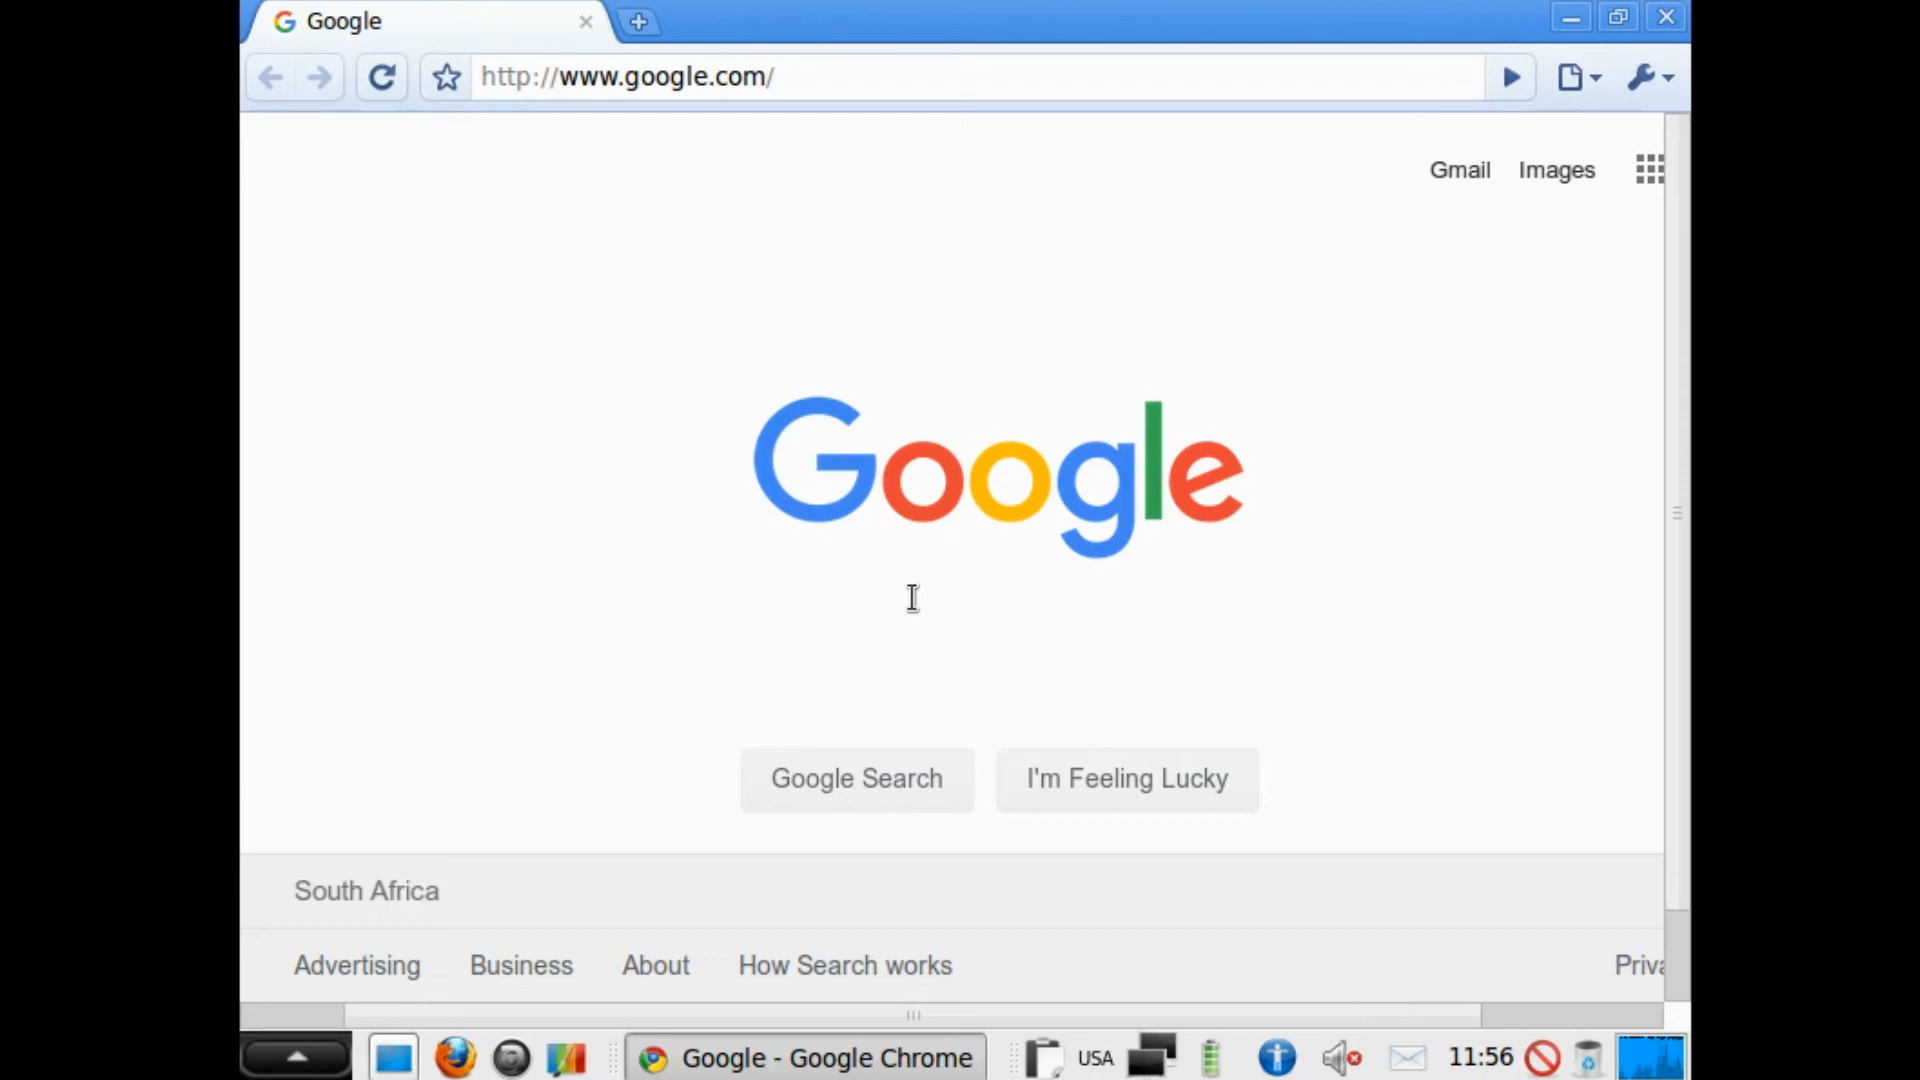 Google
http://www.google.com/
Gmail Images
Google
Google Search I'm Feeling Lucky
South Africa
Advertising Business About How Search works Priva
Google - Google Chrome USA 11:56